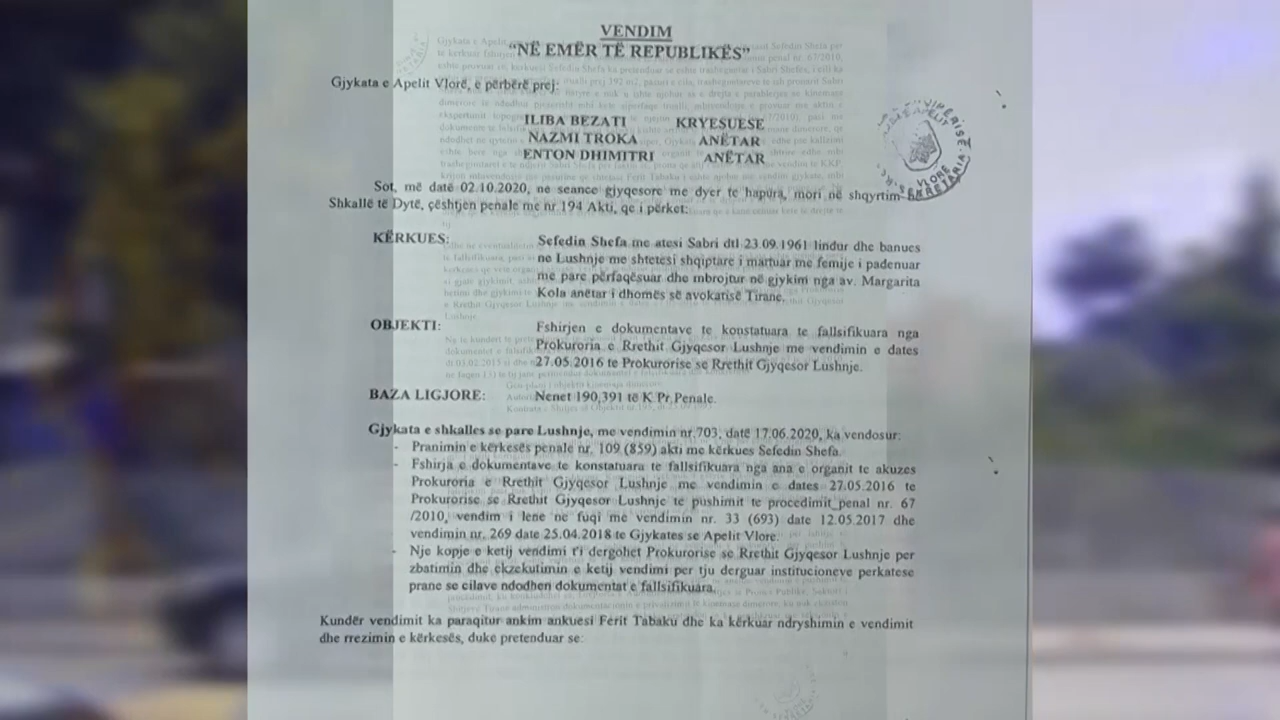 VENDIM
“NË EMËR TË REPUBLIKËS”
Gjykata e Apelit Vlorë, e përbërë prej:
ILIBA BEZATI KRYESUESE
NAZMI TROKA ANËTAR
ENTON DHIMITRI ANËTAR
Sot, më datë 02.10.2020, ne seance gjyqesore me dyer te hapura, mori në shqyrtim në
Shkallë të Dytë, çështjen penale me nr 194 Akti, qe i përket:
KËRKUES: Sefedin Shefa me atesi Sabri dtl 23.09.1961 lindur dhe banues
ne Lushnje me shtetesi shqiptare i martuar me femije i padenuar
me pare përfaqësuar dhe mbrojtur në gjykim nga av. Margarita
Kola anëtar i dhomës së avokatisë Tirane.
OBJEKTI: Fshirjen e dokumentave te konstatuara te fallsifikuara nga
Prokuroria e Rrethit Gjyqesor Lushnje me vendimin e dates
27.05.2016 te Prokurorise se Rrethit Gjyqesor Lushnje.
BAZA LIGJORE: Nenet 190,391 të K.Pr.Penale.
Gjykata e shkalles se pare Lushnje, me vendimin nr.703, datë 17.06.2020, ka vendosur:
- Pranimin e kërkesës penale nr. 109 (859) akti me kërkues Sefedin Shefa.
- Fshirja e dokumentave te konstatuara te fallsifikuara nga ana e organit te akuzes
Prokuroria e Rrethit Gjyqesor Lushnje me vendimin e dates 27.05.2016 te
Prokurorise se Rrethit Gjyqesor Lushnje te pushimit te procedimit penal nr. 67
/2010, vendim i lene ne fuqi me vendimin nr. 33 (693) date 12.05.2017 dhe
vendimin nr. 269 date 25.04.2018 te Gjykates se Apelit Vlore.
- Nje kopje e ketij vendimi t'i dergohet Prokurorise se Rrethit Gjyqesor Lushnje per
zbatimin dhe ekzekutimin e ketij vendimi per tju derguar institucioneve perkatese
prane se cilave ndodhen dokumentat e fallsifikuara.
Kundër vendimit ka paraqitur ankim ankuesi Ferit Tabaku dhe ka kërkuar ndryshimin e vendimit
dhe rrezimin e kërkesës, duke pretenduar se:
VLORË
SEKRETARIA